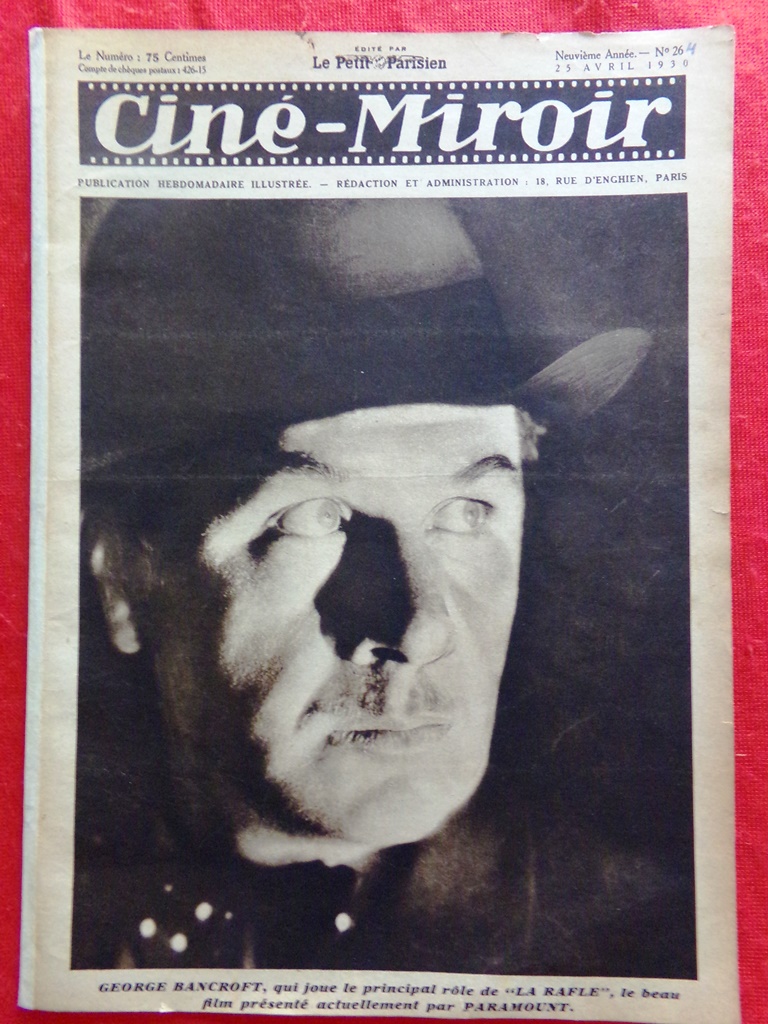 ÉDITÉ PAR
Le Numéro : 75 Centimes Le Petit Parisien Neuvième Année. — Nº 264
Compte de chèques postaux : 426-15 25 AVRIL 1930
Ciné-Miroir
PUBLICATION HEBDOMADAIRE ILLUSTRÉE. — RÉDACTION ET ADMINISTRATION : 18, RUE D'ENGHIEN, PARIS
GEORGE BANCROFT, qui joue le principal rôle de "LA RAFLE", le beau
film présenté actuellement par PARAMOUNT.